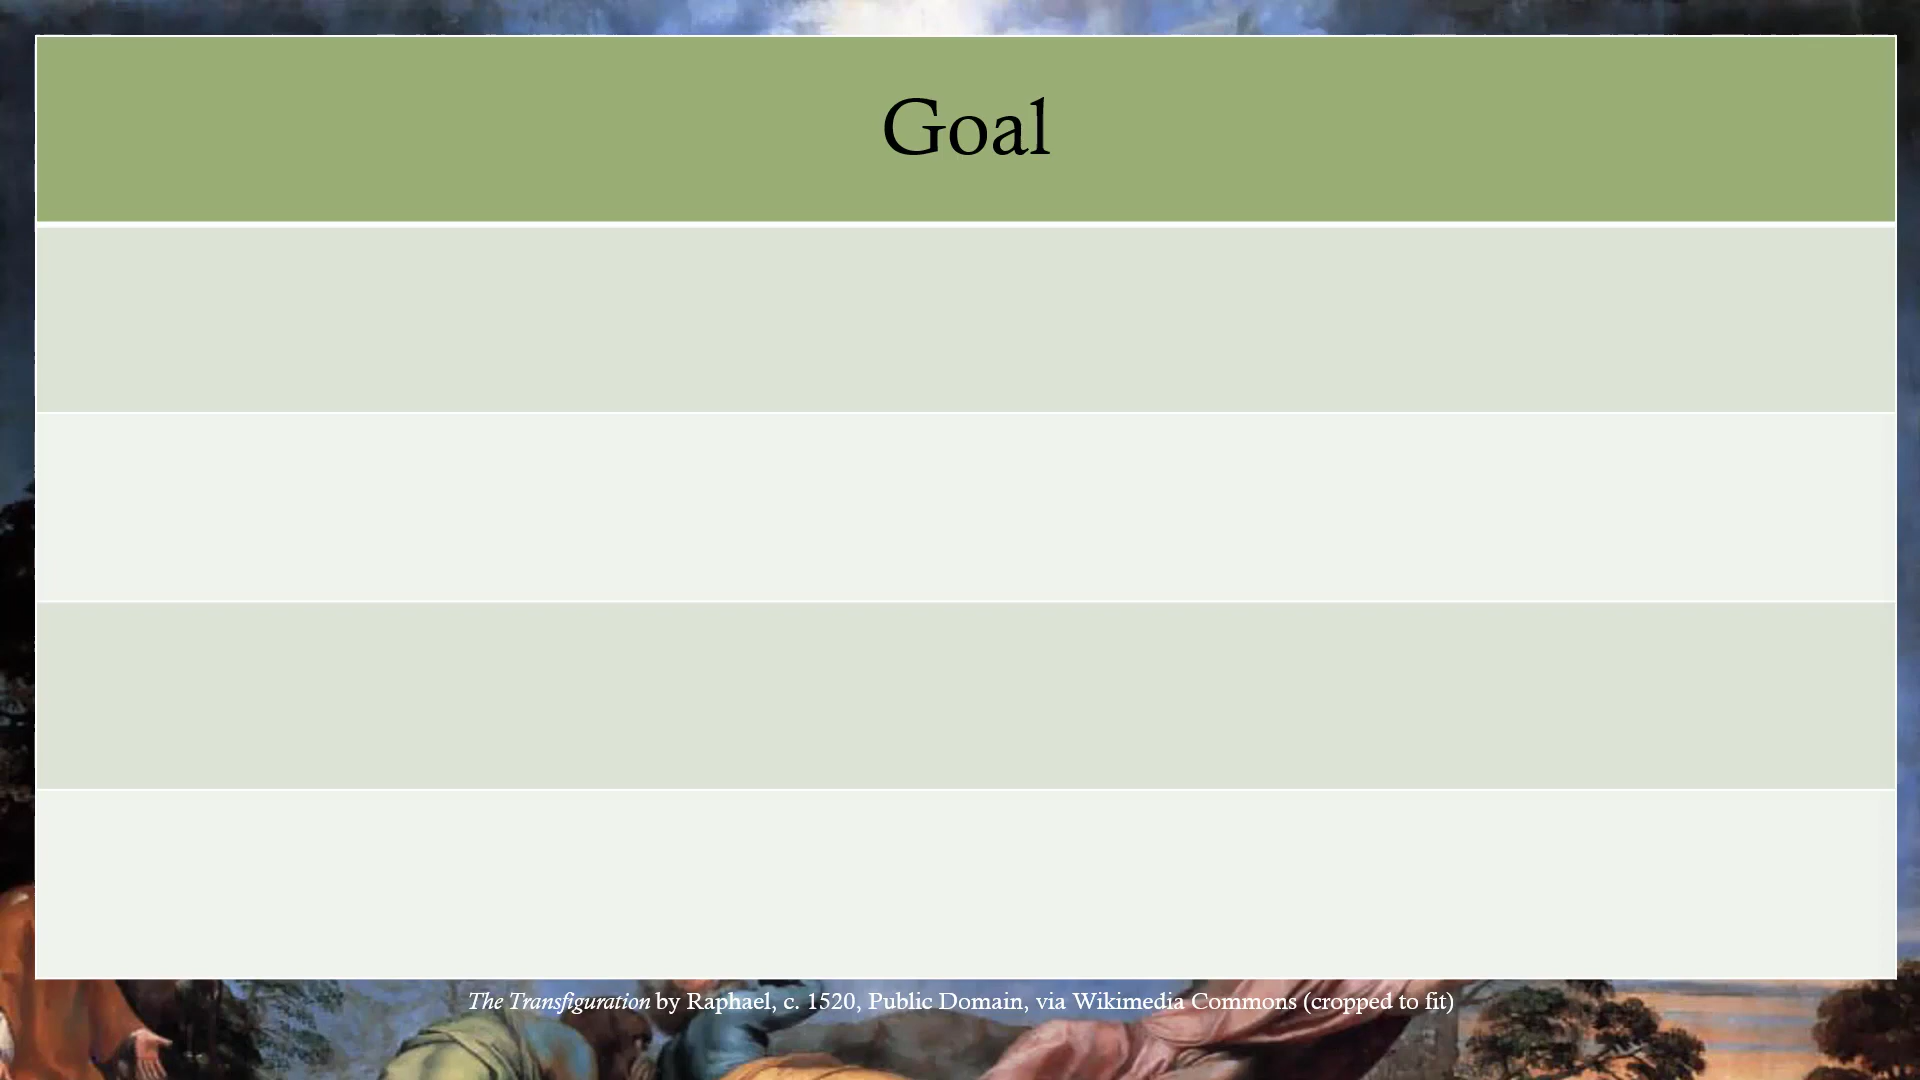 Goal
The Transfiguration by Raphael, c. 1520, Public Domain, via Wikimedia Commons (cropped to fit)